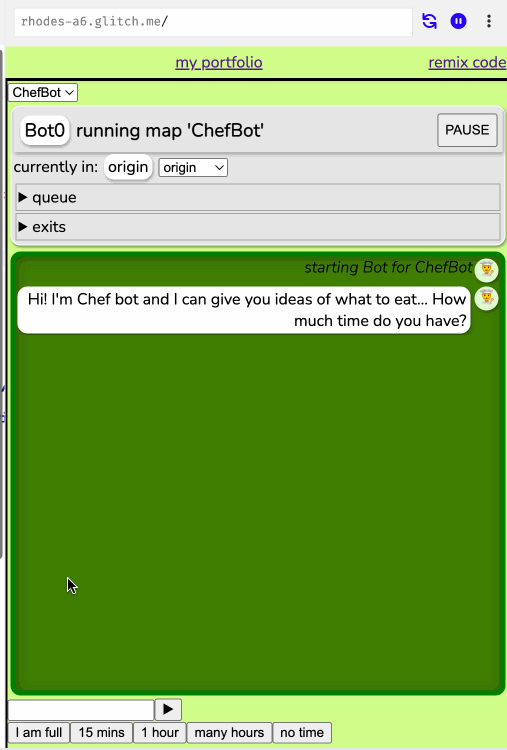 rhodes-a6.glitch.me/
my portfolio remix code
ChefBot
Bot0 running map 'ChefBot' PAUSE
currently in: origin origin
queue
exits
starting Bot for ChefBot
Hi! I'm Chef bot and I can give you ideas of what to eat... How
much time do you have?
I am full 15 mins 1 hour many hours no time